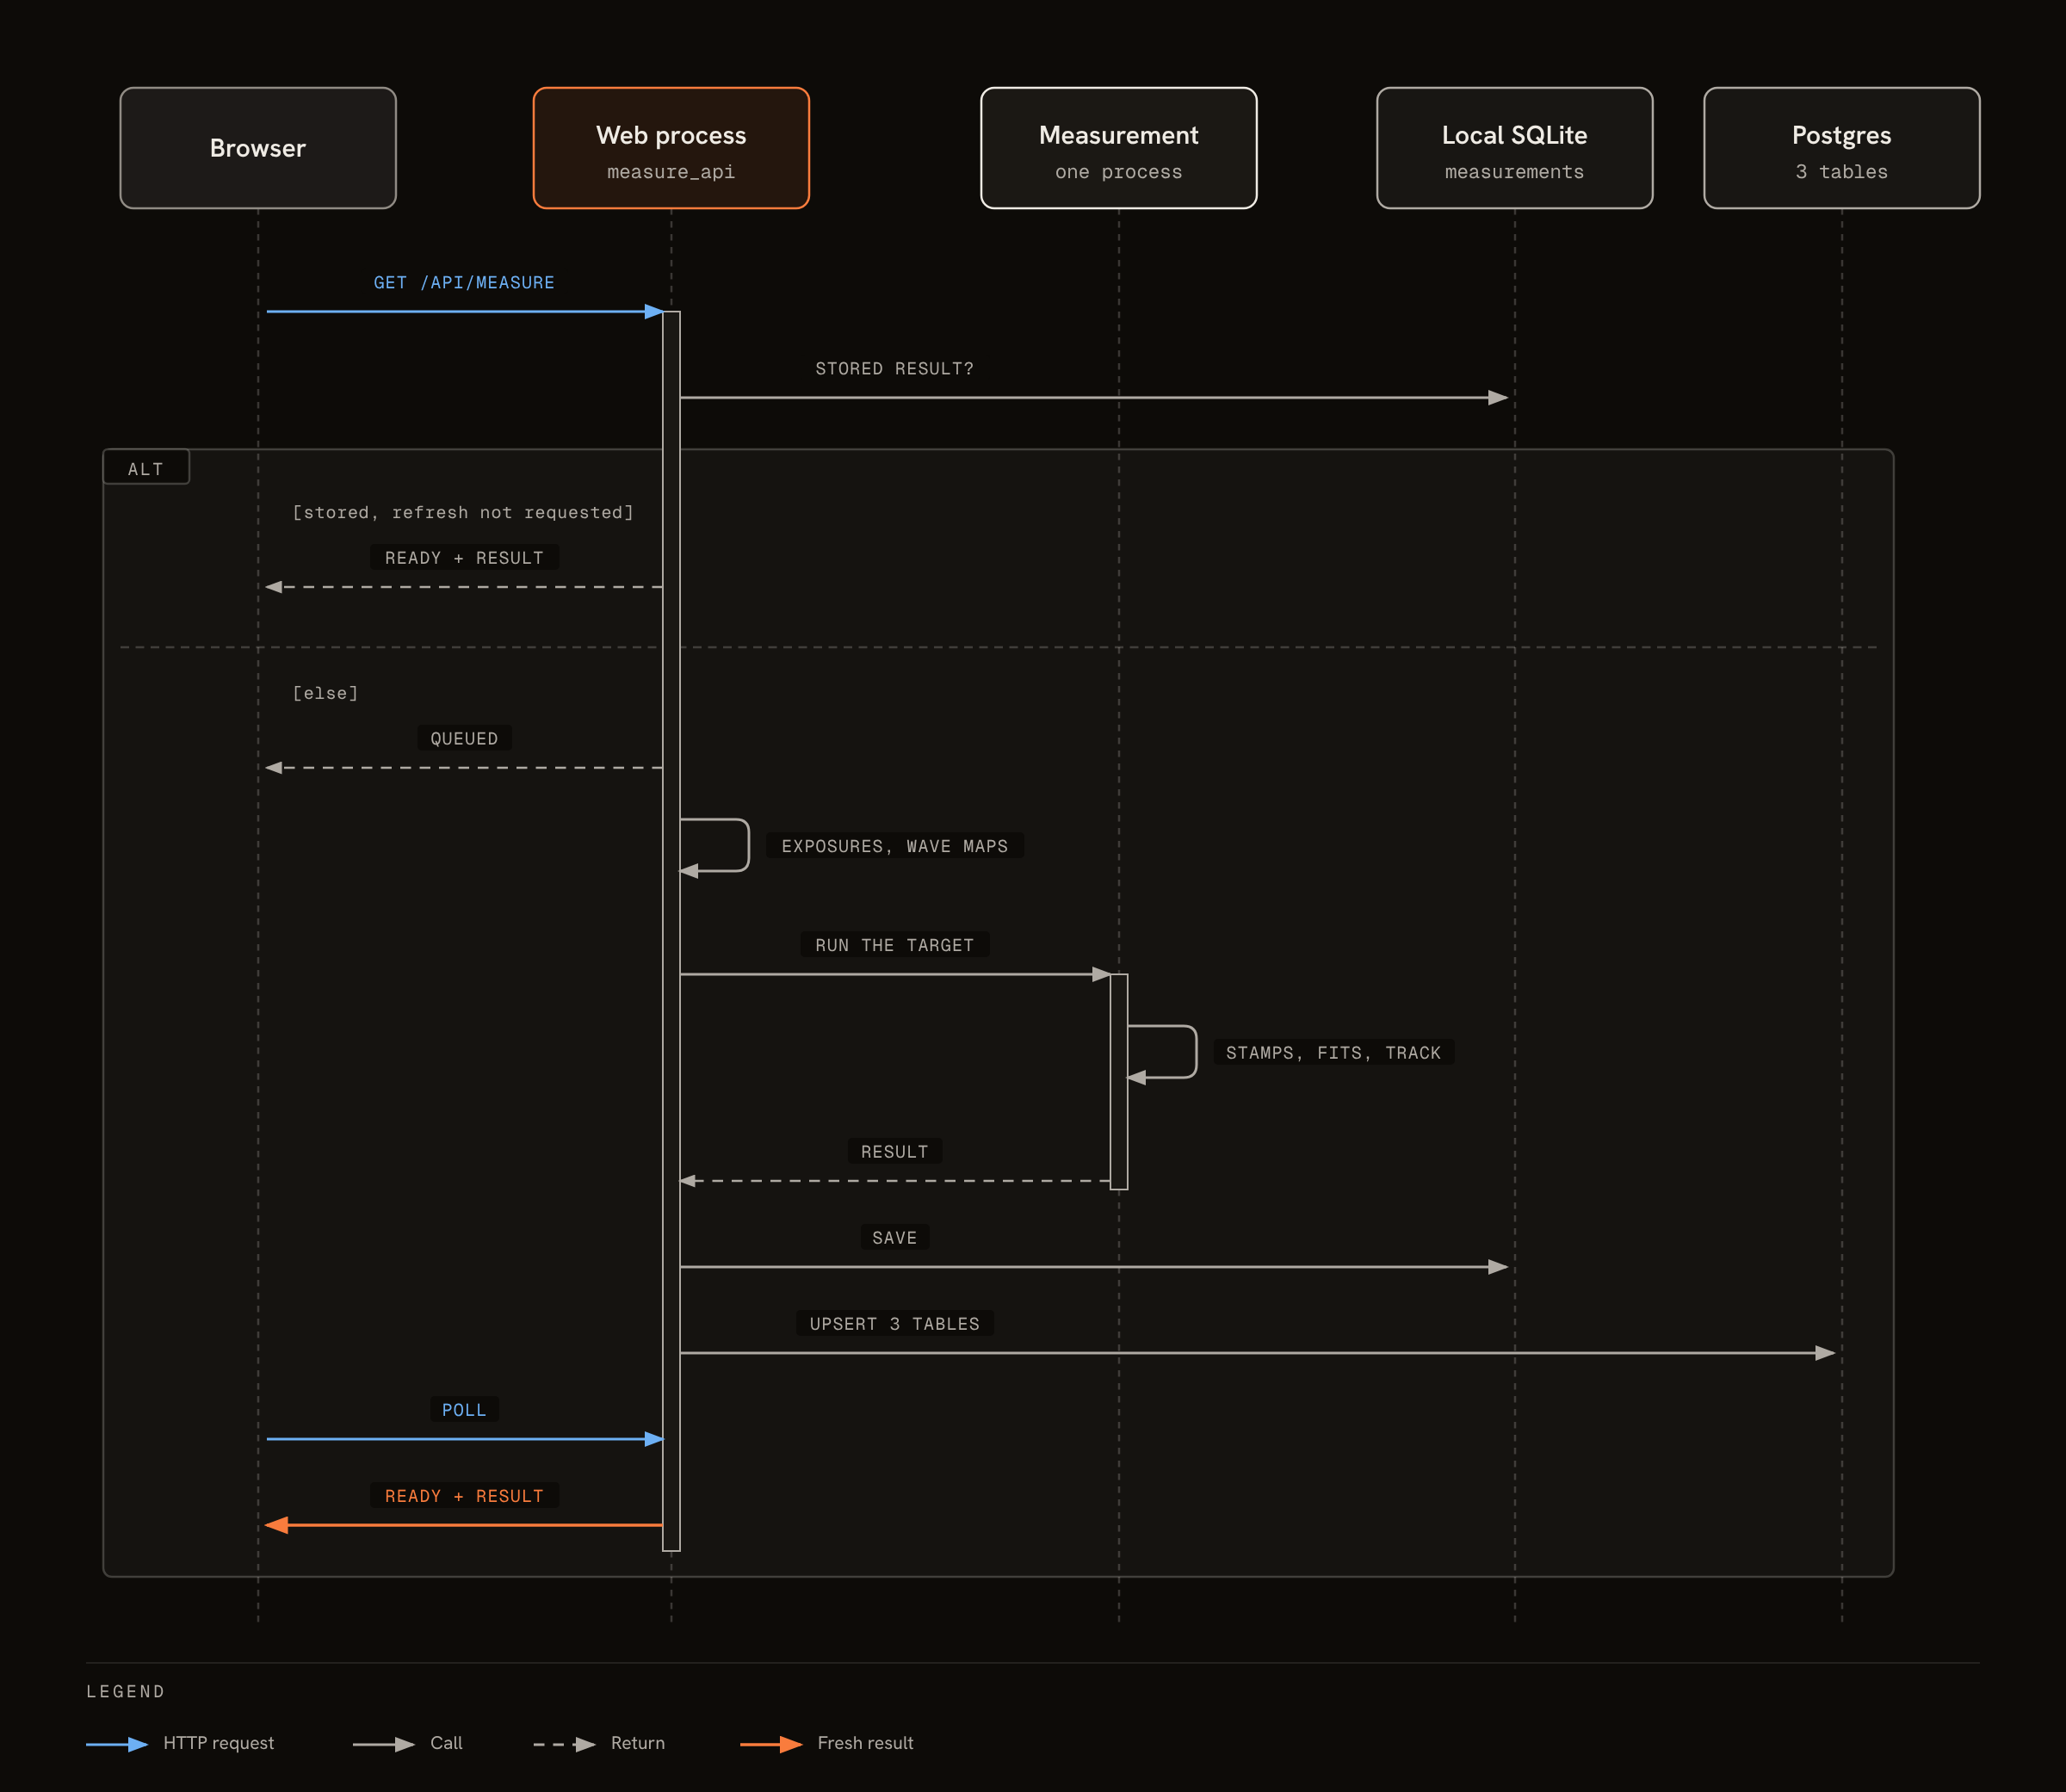 Browser
Web process
measure_api
Measurement
one process
Local SQLite
measurements
Postgres
3 tables
GET /API/MEASURE
STORED RESULT?
ALT
[stored, refresh not requested]
READY + RESULT
[else]
QUEUED
EXPOSURES, WAVE MAPS
RUN THE TARGET
STAMPS, FITS, TRACK
RESULT
SAVE
UPSERT 3 TABLES
POLL
READY + RESULT
LEGEND
HTTP request
Call
Return
Fresh result